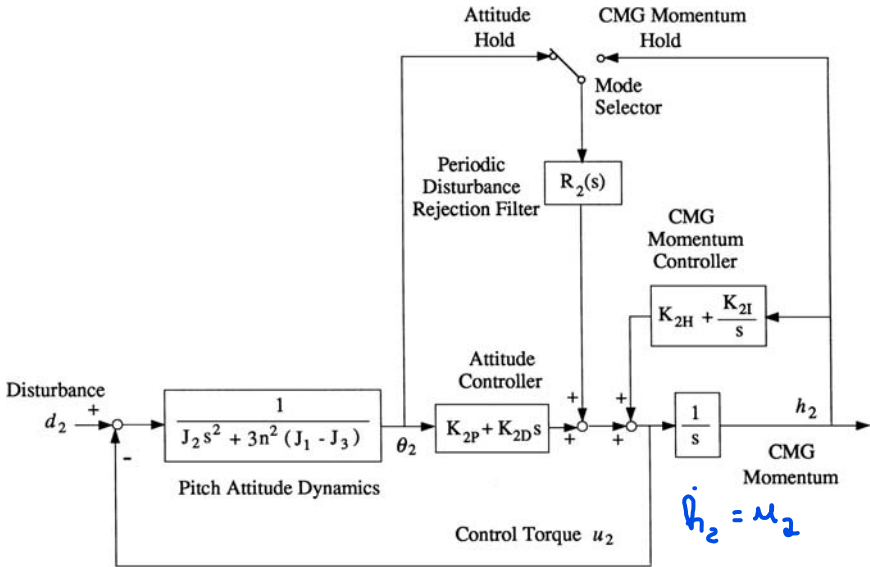 Attitude
Hold
CMG Momentum
Hold
Mode
Selector
Periodic
Disturbance
Rejection Filter
R₂(s)
CMG
Momentum
Controller
K₂H + K₂I / s
Attitude
Controller
Disturbance
d₂
+
-
1 / (J₂s² + 3n² (J₁ - J₃))
θ₂
K₂P + K₂D s
+
+
+
+
1 / s
h₂
Pitch Attitude Dynamics
CMG
Momentum
Control Torque u₂
ḣ₂ = u₂